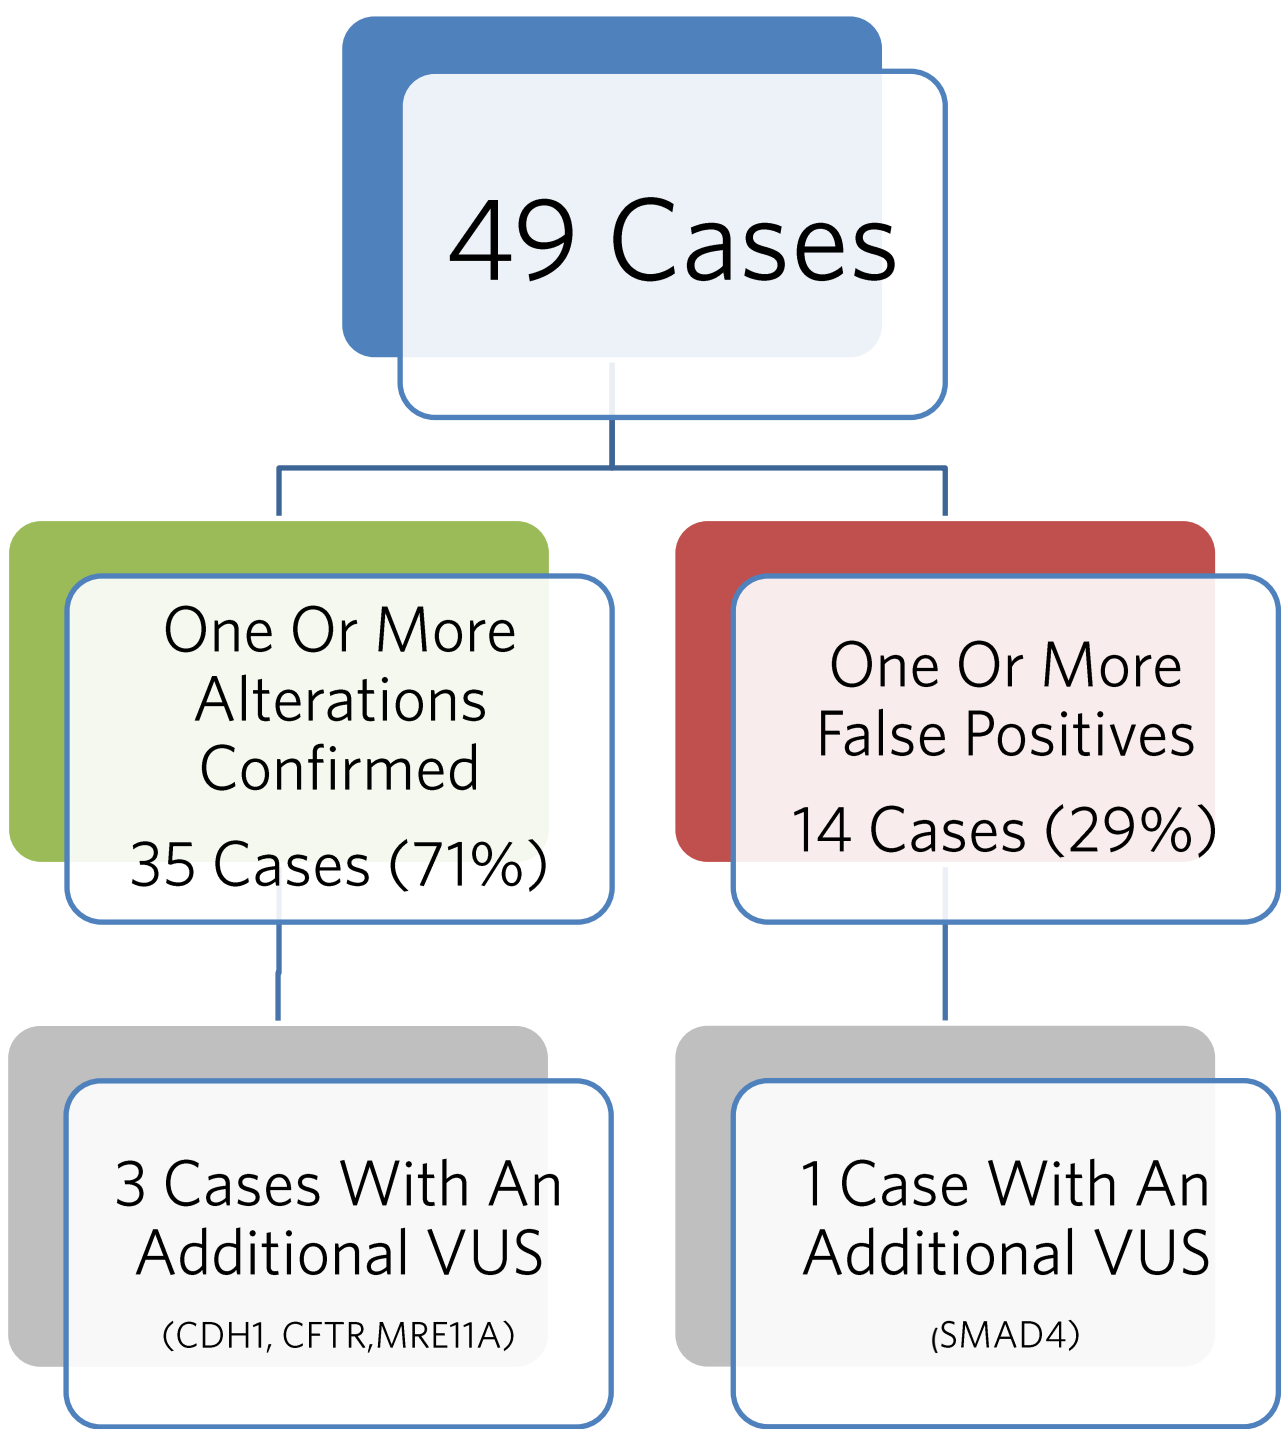 49 Cases
One Or More
Alterations
Confirmed
35 Cases (71%)
One Or More
False Positives
14 Cases (29%)
3 Cases With An
Additional VUS
(CDH1, CFTR,MRE11A)
1 Case With An
Additional VUS
(SMAD4)